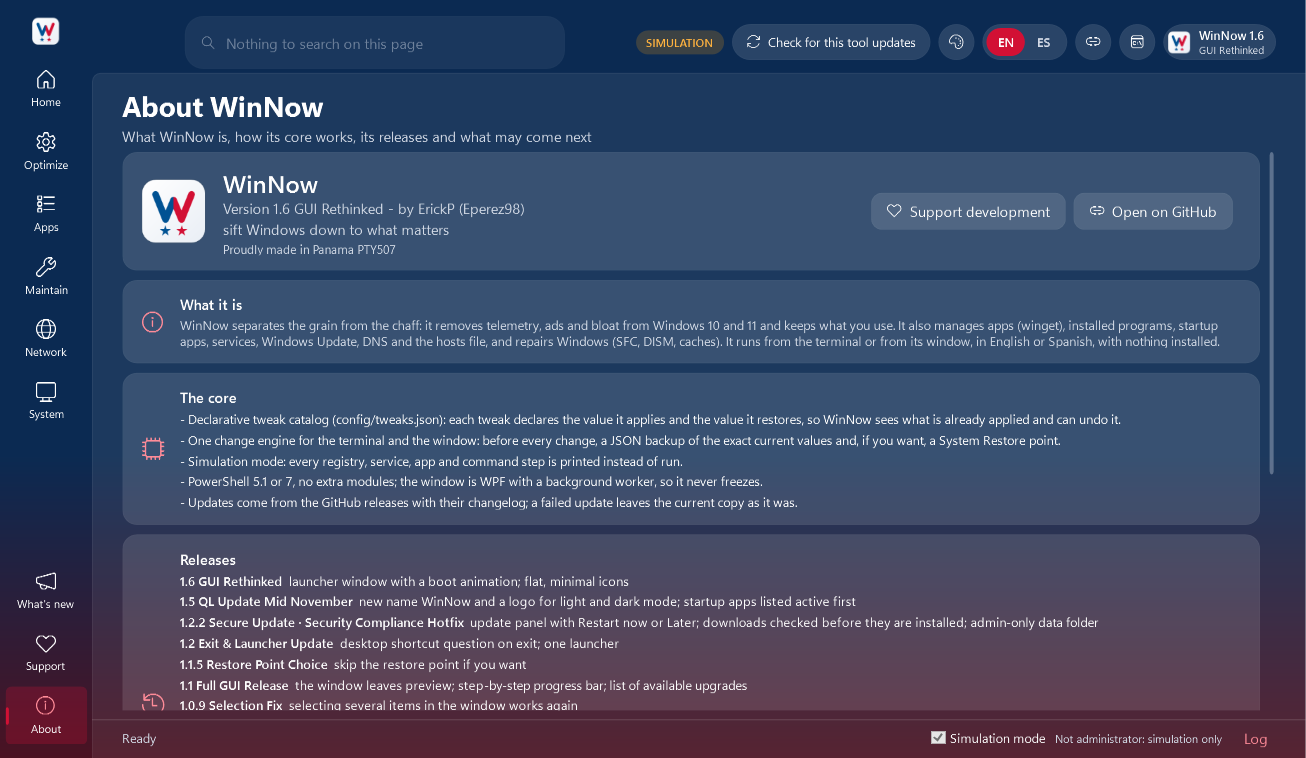 Nothing to search on this page
SIMULATION
Check for this tool updates
EN
ES
WinNow 1.6
GUI Rethinked
Home
Optimize
Apps
Maintain
Network
System
What's new
Support
About
About WinNow
What WinNow is, how its core works, its releases and what may come next
WinNow
Version 1.6 GUI Rethinked - by ErickP (Eperez98)
sift Windows down to what matters
Proudly made in Panama PTY507
Support development
Open on GitHub
What it is
WinNow separates the grain from the chaff: it removes telemetry, ads and bloat from Windows 10 and 11 and keeps what you use. It also manages apps (winget), installed programs, startup
apps, services, Windows Update, DNS and the hosts file, and repairs Windows (SFC, DISM, caches). It runs from the terminal or from its window, in English or Spanish, with nothing installed.
The core
- Declarative tweak catalog (config/tweaks.json): each tweak declares the value it applies and the value it restores, so WinNow sees what is already applied and can undo it.
- One change engine for the terminal and the window: before every change, a JSON backup of the exact current values and, if you want, a System Restore point.
- Simulation mode: every registry, service, app and command step is printed instead of run.
- PowerShell 5.1 or 7, no extra modules; the window is WPF with a background worker, so it never freezes.
- Updates come from the GitHub releases with their changelog; a failed update leaves the current copy as it was.
Releases
1.6 GUI Rethinked launcher window with a boot animation; flat, minimal icons
1.5 QL Update Mid November new name WinNow and a logo for light and dark mode; startup apps listed active first
1.2.2 Secure Update · Security Compliance Hotfix update panel with Restart now or Later; downloads checked before they are installed; admin-only data folder
1.2 Exit & Launcher Update desktop shortcut question on exit; one launcher
1.1.5 Restore Point Choice skip the restore point if you want
1.1 Full GUI Release the window leaves preview; step-by-step progress bar; list of available upgrades
1.0.9 Selection Fix selecting several items in the window works again
Ready
Simulation mode
Not administrator: simulation only
Log